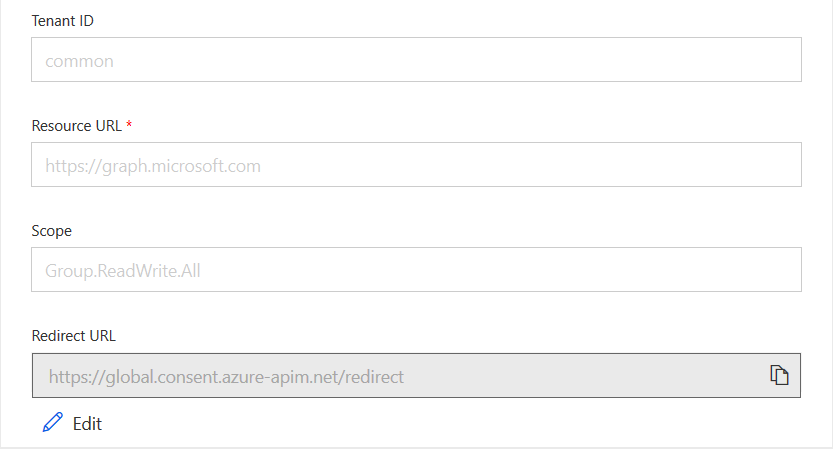 Tenant ID
common
Resource URL *
https://graph.microsoft.com
Scope
Group.ReadWrite.All
Redirect URL
https://global.consent.azure-apim.net/redirect
Edit